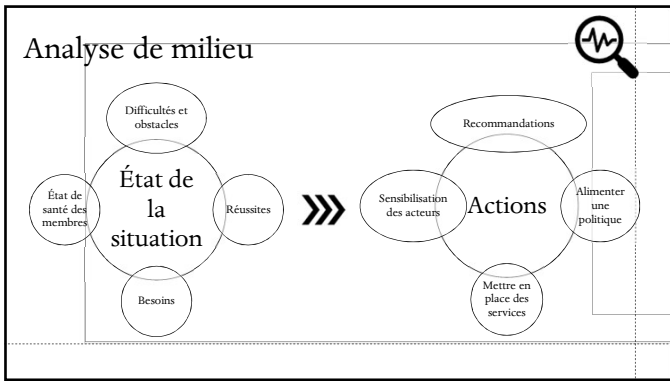 Analyse de milieu
Difficultés et
obstacles
État de
santé des
membres
État de
la
situation
Réussites
Besoins
Recommandations
Sensibilisation
des acteurs
Actions
Alimenter
une
politique
Mettre en
place des
services